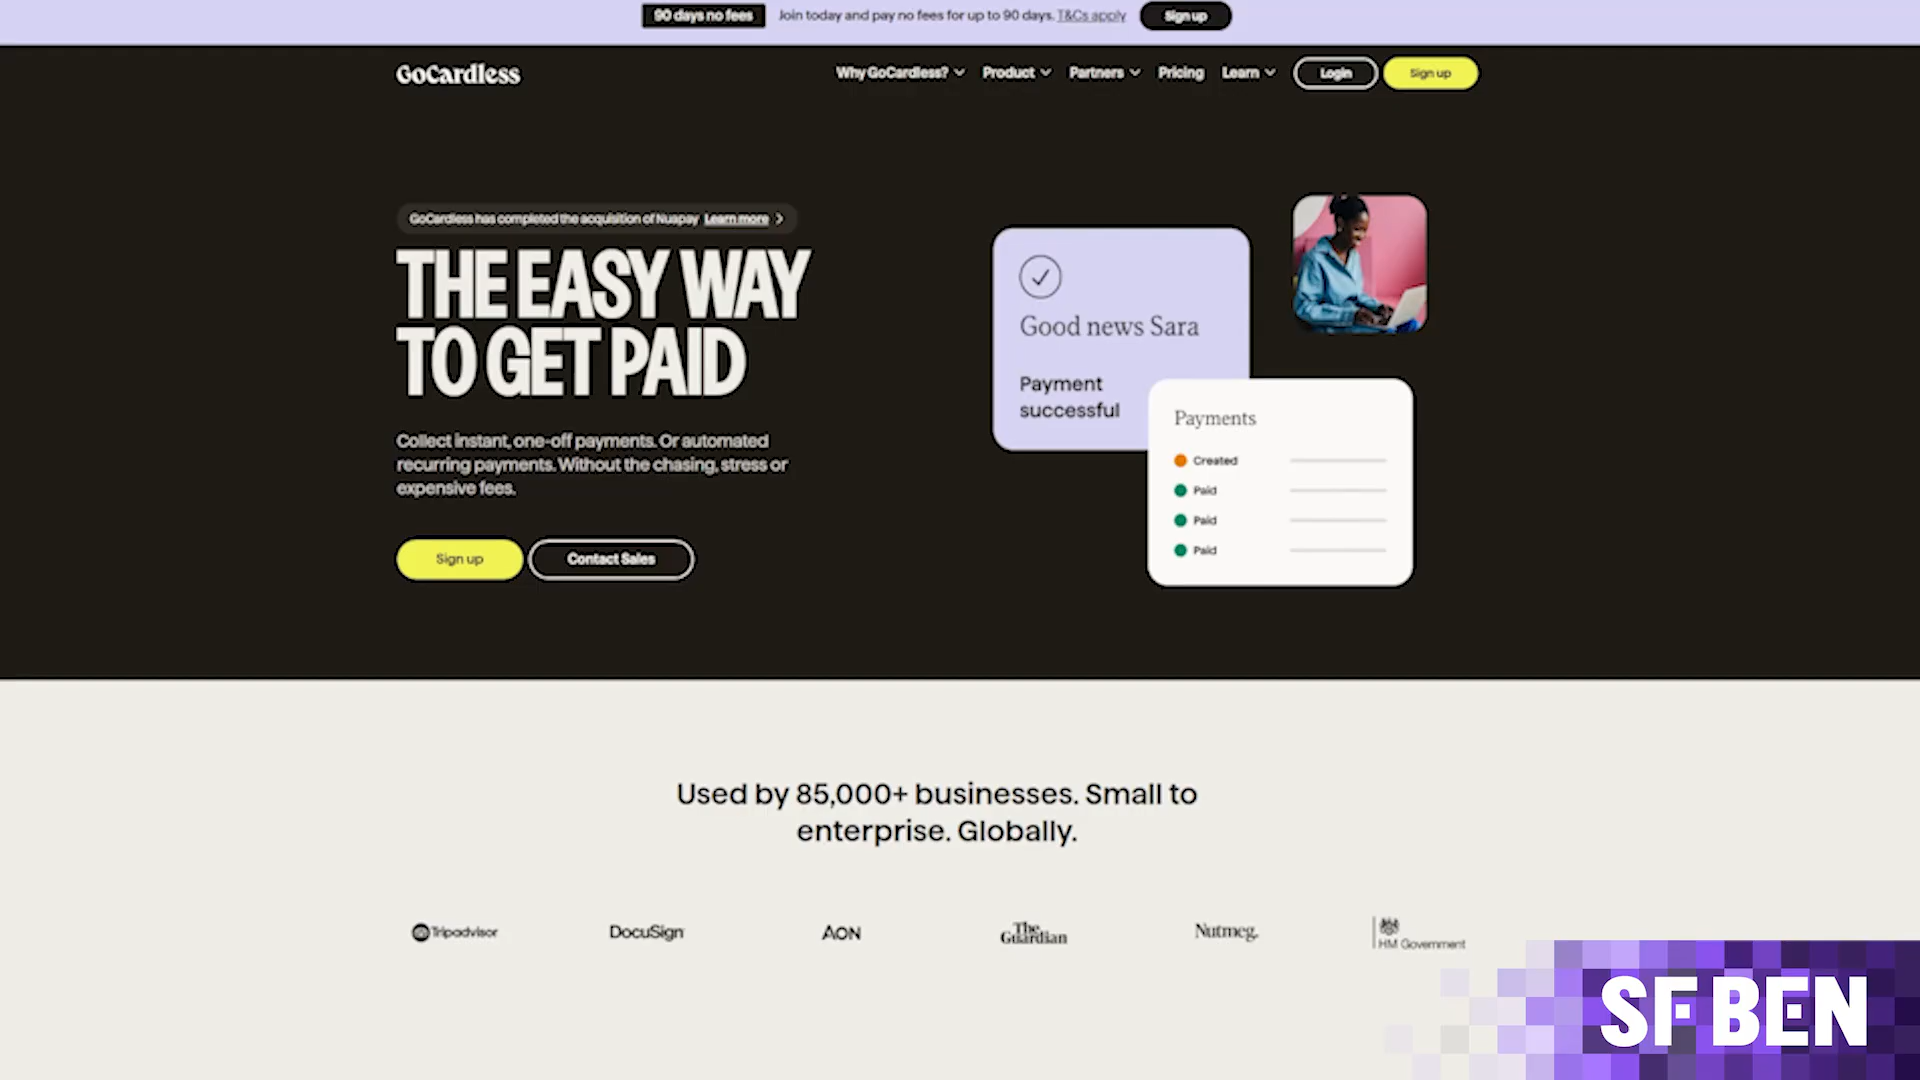 90 days no fees Join today and pay no fees for up to 90 days. T&Cs apply Sign up
GoCardless Why GoCardless? Product Partners Pricing Learn Login Sign up
GoCardless has completed the acquisition of Nuapay Learn more
THE EASY WAY
TO GET PAID
Collect instant, one-off payments. Or automated
recurring payments. Without the chasing, stress or
expensive fees.
Sign up Contact Sales
Good news Sara
Payment
successful
Payments
Created
Paid
Paid
Paid
Used by 85,000+ businesses. Small to
enterprise. Globally.
Tripadvisor DocuSign AON The Guardian Nutmeg. HM Government
SF BEN